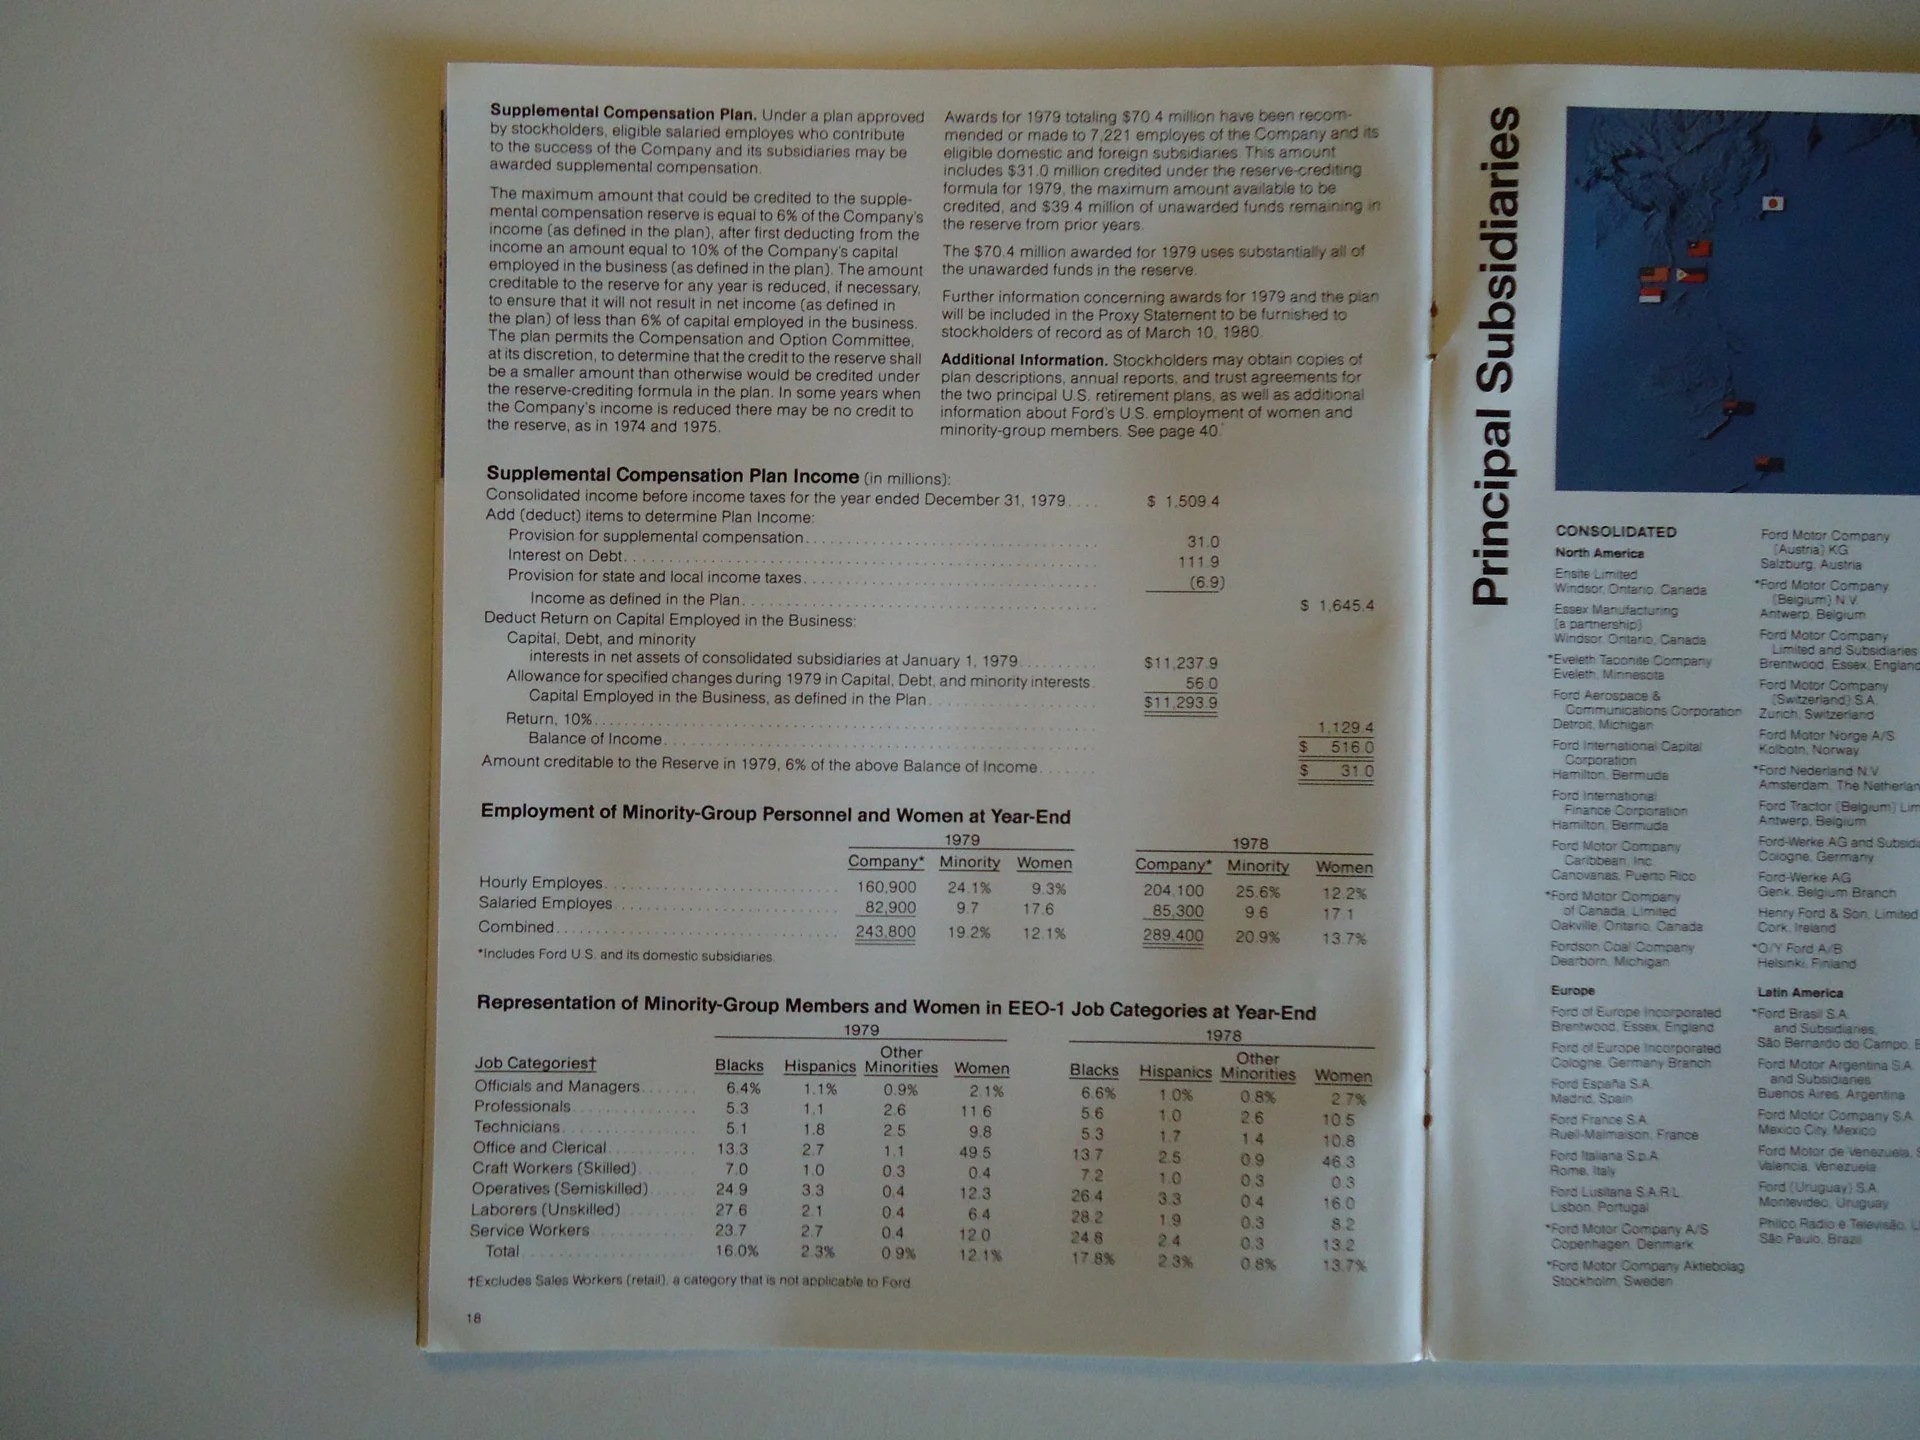 Supplemental Compensation Plan. Under a plan approved
by stockholders, eligible salaried employes who contribute
to the success of the Company and its subsidiaries may be
awarded supplemental compensation.
The maximum amount that could be credited to the supple-
mental compensation reserve is equal to 6% of the Company's
income (as defined in the plan), after first deducting from the
income an amount equal to 10% of the Company's capital
employed in the business (as defined in the plan). The amount
creditable to the reserve for any year is reduced, if necessary,
to ensure that it will not result in net income (as defined in
the plan) of less than 6% of capital employed in the business.
The plan permits the Compensation and Option Committee,
at its discretion, to determine that the credit to the reserve shall
be a smaller amount than otherwise would be credited under
the reserve-crediting formula in the plan. In some years when
the Company's income is reduced there may be no credit to
the reserve, as in 1974 and 1975.
Awards for 1979 totaling $70.4 million have been recom-
mended or made to 7,221 employes of the Company and its
eligible domestic and foreign subsidiaries. This amount
includes $31.0 million credited under the reserve-crediting
formula for 1979, the maximum amount available to be
credited, and $39.4 million of unawarded funds remaining in
the reserve from prior years.
The $70.4 million awarded for 1979 uses substantially all of
the unawarded funds in the reserve.
Further information concerning awards for 1979 and the plan
will be included in the Proxy Statement to be furnished to
stockholders of record as of March 10, 1980.
Additional Information. Stockholders may obtain copies of
plan descriptions, annual reports, and trust agreements for
the two principal U.S. retirement plans, as well as additional
information about Ford's U.S. employment of women and
minority-group members. See page 40.
Supplemental Compensation Plan Income (in millions):
Consolidated income before income taxes for the year ended December 31, 1979.... $ 1,509.4
Add (deduct) items to determine Plan Income:
Provision for supplemental compensation 31.0
Interest on Debt 111.9
Provision for state and local income taxes (6.9)
Income as defined in the Plan $ 1,645.4
Deduct Return on Capital Employed in the Business:
Capital, Debt, and minority
interests in net assets of consolidated subsidiaries at January 1, 1979 $11,237.9
Allowance for specified changes during 1979 in Capital, Debt, and minority interests. 56.0
Capital Employed in the Business, as defined in the Plan $11,293.9
Return, 10% 1,129.4
Balance of Income $ 516.0
Amount creditable to the Reserve in 1979, 6% of the above Balance of Income $ 31.0
Employment of Minority-Group Personnel and Women at Year-End
1979 1978
Company* Minority Women Company* Minority Women
Hourly Employes 160,900 24.1% 9.3% 204,100 25.6% 12.2%
Salaried Employes 82,900 9.7 17.6 85,300 9.6 17.1
Combined 243,800 19.2% 12.1% 289,400 20.9% 13.7%
*Includes Ford U.S. and its domestic subsidiaries.
Representation of Minority-Group Members and Women in EEO-1 Job Categories at Year-End
1979 1978
Job Categories† Blacks Hispanics Other Minorities Women Blacks Hispanics Other Minorities Women
Officials and Managers 6.4% 1.1% 0.9% 2.1% 6.6% 1.0% 0.8% 2.7%
Professionals 5.3 1.1 2.6 11.6 5.6 1.0 2.6 10.5
Technicians 5.1 1.8 2.5 9.8 5.3 1.7 1.4 10.8
Office and Clerical 13.3 2.7 1.1 49.5 13.7 2.5 0.9 46.3
Craft Workers (Skilled) 7.0 1.0 0.3 0.4 7.2 1.0 0.3 0.3
Operatives (Semiskilled) 24.9 3.3 0.4 12.3 26.4 3.3 0.4 16.0
Laborers (Unskilled) 27.6 2.1 0.4 6.4 28.2 1.9 0.3 8.2
Service Workers 23.7 2.7 0.4 12.0 24.8 2.4 0.3 13.2
Total 16.0% 2.3% 0.9% 12.1% 17.8% 2.3% 0.8% 13.7%
†Excludes Sales Workers (retail), a category that is not applicable to Ford.
18
Principal Subsidiaries
CONSOLIDATED
North America
Ensite Limited
Windsor, Ontario, Canada
Essex Manufacturing
(a partnership)
Windsor, Ontario, Canada
*Eveleth Taconite Company
Eveleth, Minnesota
Ford Aerospace &
Communications Corporation
Detroit, Michigan
Ford International Capital
Corporation
Hamilton, Bermuda
Ford International
Finance Corporation
Hamilton, Bermuda
Ford Motor Company
Caribbean, Inc.
Canovanas, Puerto Rico
*Ford Motor Company
of Canada, Limited
Oakville, Ontario, Canada
Fordson Coal Company
Dearborn, Michigan
Europe
Ford of Europe Incorporated
Brentwood, Essex, England
Ford of Europe Incorporated
Cologne, Germany Branch
Ford España S.A.
Madrid, Spain
Ford France S.A.
Rueil-Malmaison, France
Ford Italiana S.p.A.
Rome, Italy
Ford Lusitana S.A.R.L.
Lisbon, Portugal
*Ford Motor Company A/S
Copenhagen, Denmark
*Ford Motor Company Aktiebolag
Stockholm, Sweden
Ford Motor Company
(Austria) KG
Salzburg, Austria
*Ford Motor Company
(Belgium) N.V.
Antwerp, Belgium
Ford Motor Company
Limited and Subsidiaries
Brentwood, Essex, England
Ford Motor Company
(Switzerland) S.A.
Zurich, Switzerland
Ford Motor Norge A/S
Kolbotn, Norway
*Ford Nederland N.V.
Amsterdam, The
Ford Tractor (Belgium)
Antwerp, Belgium
Ford-Werke AG and
Cologne, Germany
Ford-Werke AG
Genk, Belgium Branch
Henry Ford & Son, Limited
Cork, Ireland
*O/Y Ford A/B
Helsinki, Finland
Latin America
*Ford Brasil S.A.
and Subsidiaries
São Bernardo do Campo,
Ford Motor Argentina S.A.
and Subsidiaries
Buenos Aires, Argentina
Ford Motor Company S.A.
Mexico City, Mexico
Ford Motor de Venezuela,
Valencia, Venezuela
Ford (Uruguay) S.A.
Montevideo, Uruguay
Philco Radio e Televisão,
São Paulo, Brazil